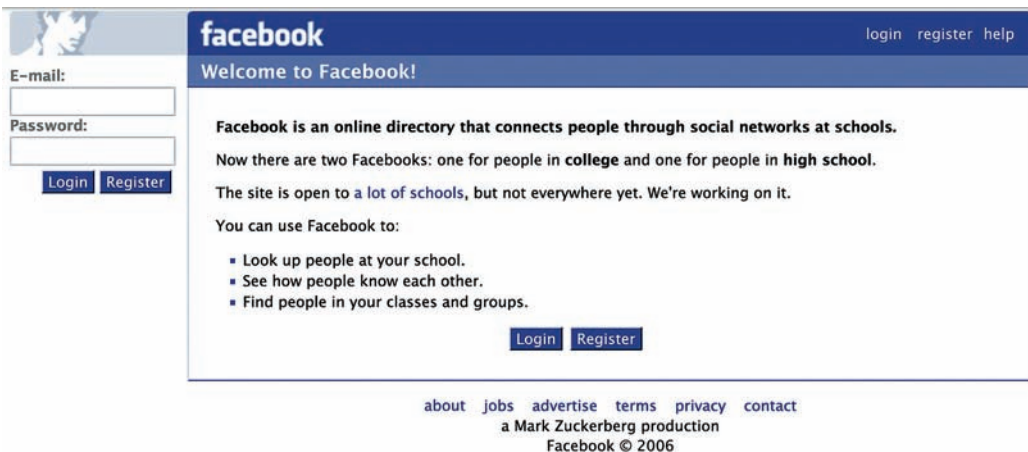 facebook
login register help
Welcome to Facebook!
E-mail:
Password:
Login Register
Facebook is an online directory that connects people through social networks at schools.
Now there are two Facebooks: one for people in college and one for people in high school.
The site is open to a lot of schools, but not everywhere yet. We're working on it.
You can use Facebook to:
Look up people at your school.
See how people know each other.
Find people in your classes and groups.
Login Register
about jobs advertise terms privacy contact
a Mark Zuckerberg production
Facebook © 2006